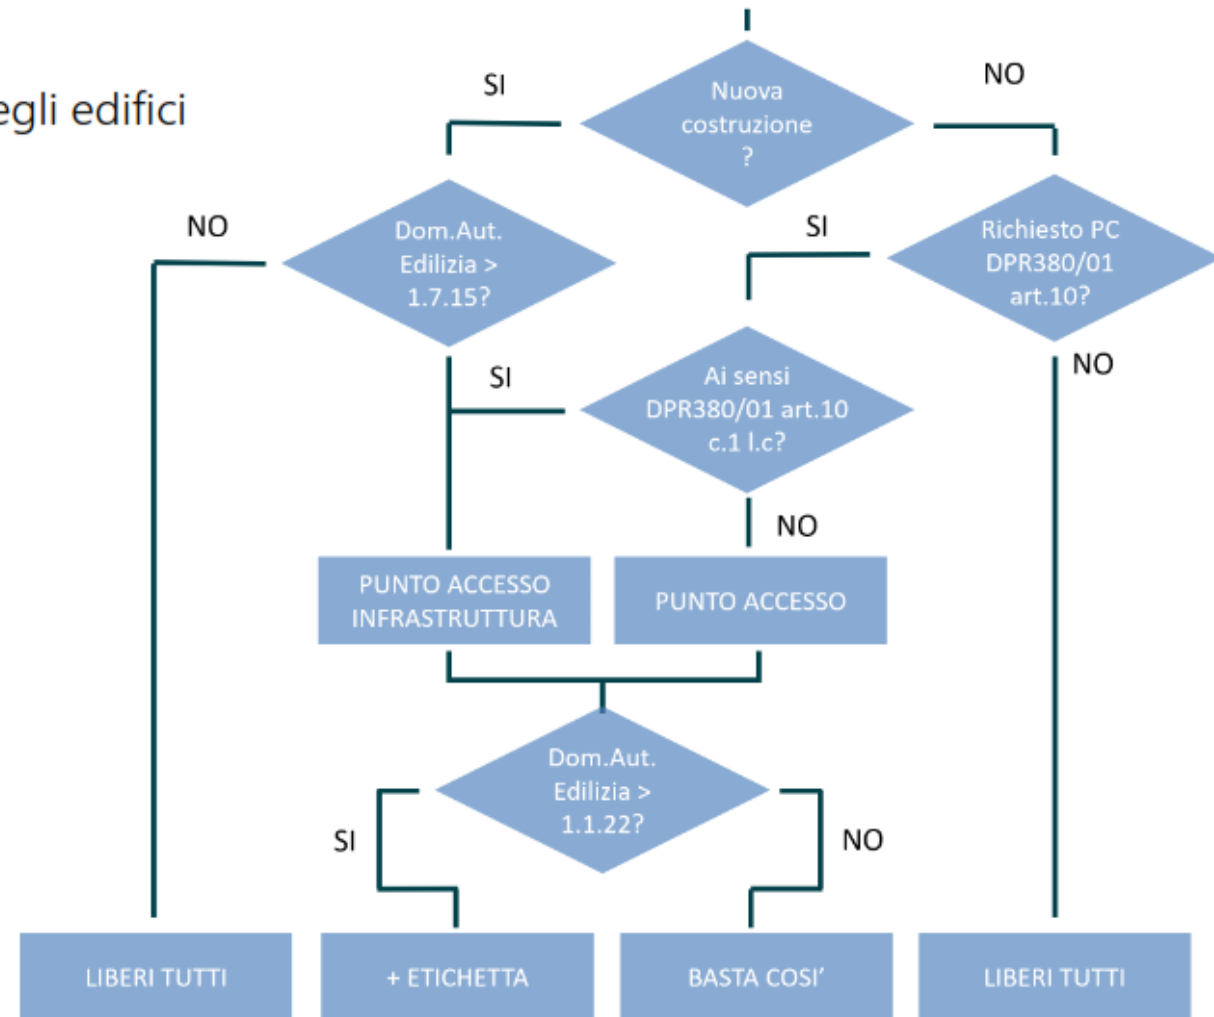 egli edifici
SI
Nuova
costruzione
?
NO
NO
Dom.Aut.
Edilizia >
1.7.15?
SI
Richiesto PC
DPR380/01
art.10?
SI
Ai sensi
DPR380/01 art.10
c.1 l.c?
NO
NO
PUNTO ACCESSO
INFRASTRUTTURA
PUNTO ACCESSO
Dom.Aut.
Edilizia >
1.1.22?
SI
NO
LIBERI TUTTI
+ ETICHETTA
BASTA COSI’
LIBERI TUTTI